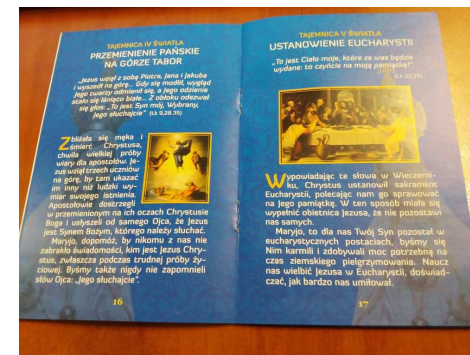 TAJEMNICA IV ŚWIATŁA
PRZEMIENIENIE PAŃSKIE
NA GÓRZE TABOR
„Jezus wziął z sobą Piotra, Jana i Jakuba
i wyszedł na górę... Gdy się modlił, wygląd
Jego twarzy odmienił się, a Jego odzienie
stało się lśniąco białe... Z obłoku odezwał
się głos: „To jest Syn mój, Wybrany,
Jego słuchajcie” (Łk 9,28.35)
Zbliżała się męka i
śmierć Chrystusa,
chwila wielkiej próby
wiary dla apostołów. Je-
zus wziął trzech uczniów
na górę, by tam ukazać
im inny niż ludzki wy-
miar swojego istnienia.
Apostołowie dostrzegli
w przemienionym na ich oczach Chrystusie
Boga i usłyszeli od samego Ojca, że Jezus
jest Synem Bożym, którego należy słuchać.
Maryjo, dopomóż, by nikomu z nas nie
zabrakło świadomości, kim jest Jezus Chry-
stus, zwłaszcza podczas trudnej próby ży-
ciowej. Byśmy także nigdy nie zapomnieli
słów Ojca: „Jego słuchajcie”.
16
TAJEMNICA V ŚWIATŁA
USTANOWIENIE EUCHARYSTII
„To jest Ciało moje, które za was będzie
wydane: to czyńcie na moją pamiątkę!”
(Łk 22,19)
Wypowiadając te słowa w Wieczerni-
ku, Chrystus ustanowił sakrament
Eucharystii, polecając nam go sprawować
na Jego pamiątkę. W ten sposób miała się
wypełnić obietnica Jezusa, że nie pozostawi
nas samych.
Maryjo, to dla nas Twój Syn pozostał w
eucharystycznych postaciach, byśmy się
Nim karmili i zdobywali moc potrzebną na
czas ziemskiego pielgrzymowania. Naucz
nas wielbić Jezusa w Eucharystii, doświad-
czać, jak bardzo nas umiłował.
17